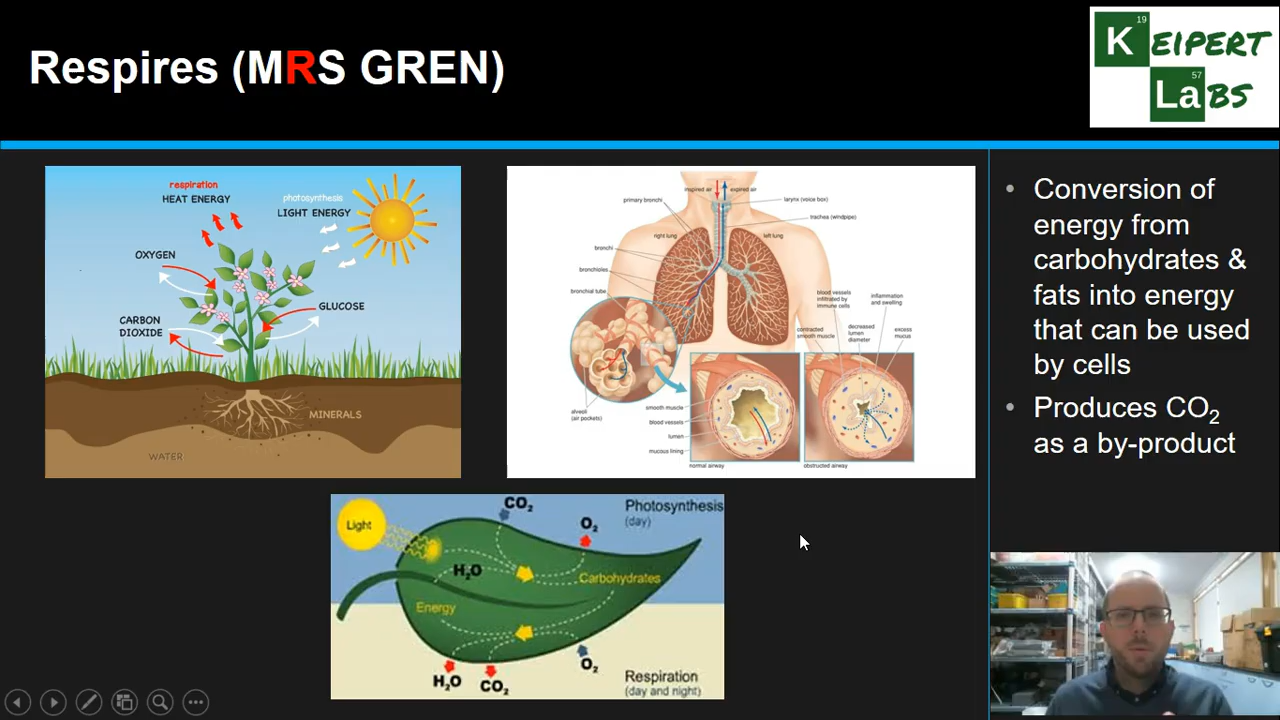 Respires (MRS GREN)
19
K EIPERT
57
La BS
respiration
HEAT ENERGY
photosynthesis
LIGHT ENERGY
OXYGEN
GLUCOSE
CARBON
DIOXIDE
MINERALS
WATER
inspired air
expired air
primary bronchi
larynx (voice box)
trachea (windpipe)
right lung
left lung
bronchi
bronchioles
bronchial tube
blood vessels
infiltrated by
immune cells
inflammation
and swelling
contracted
smooth muscle
decreased
lumen
diameter
excess
mucus
alveoli
(air pockets)
smooth muscle
blood vessels
lumen
mucous lining
normal airway
obstructed airway
Light
CO2
O2
Photosynthesis
(day)
H2O
Carbohydrates
Energy
H2O
CO2
O2
Respiration
(day and night)
• Conversion of
energy from
carbohydrates &
fats into energy
that can be used
by cells
• Produces CO2
as a by-product